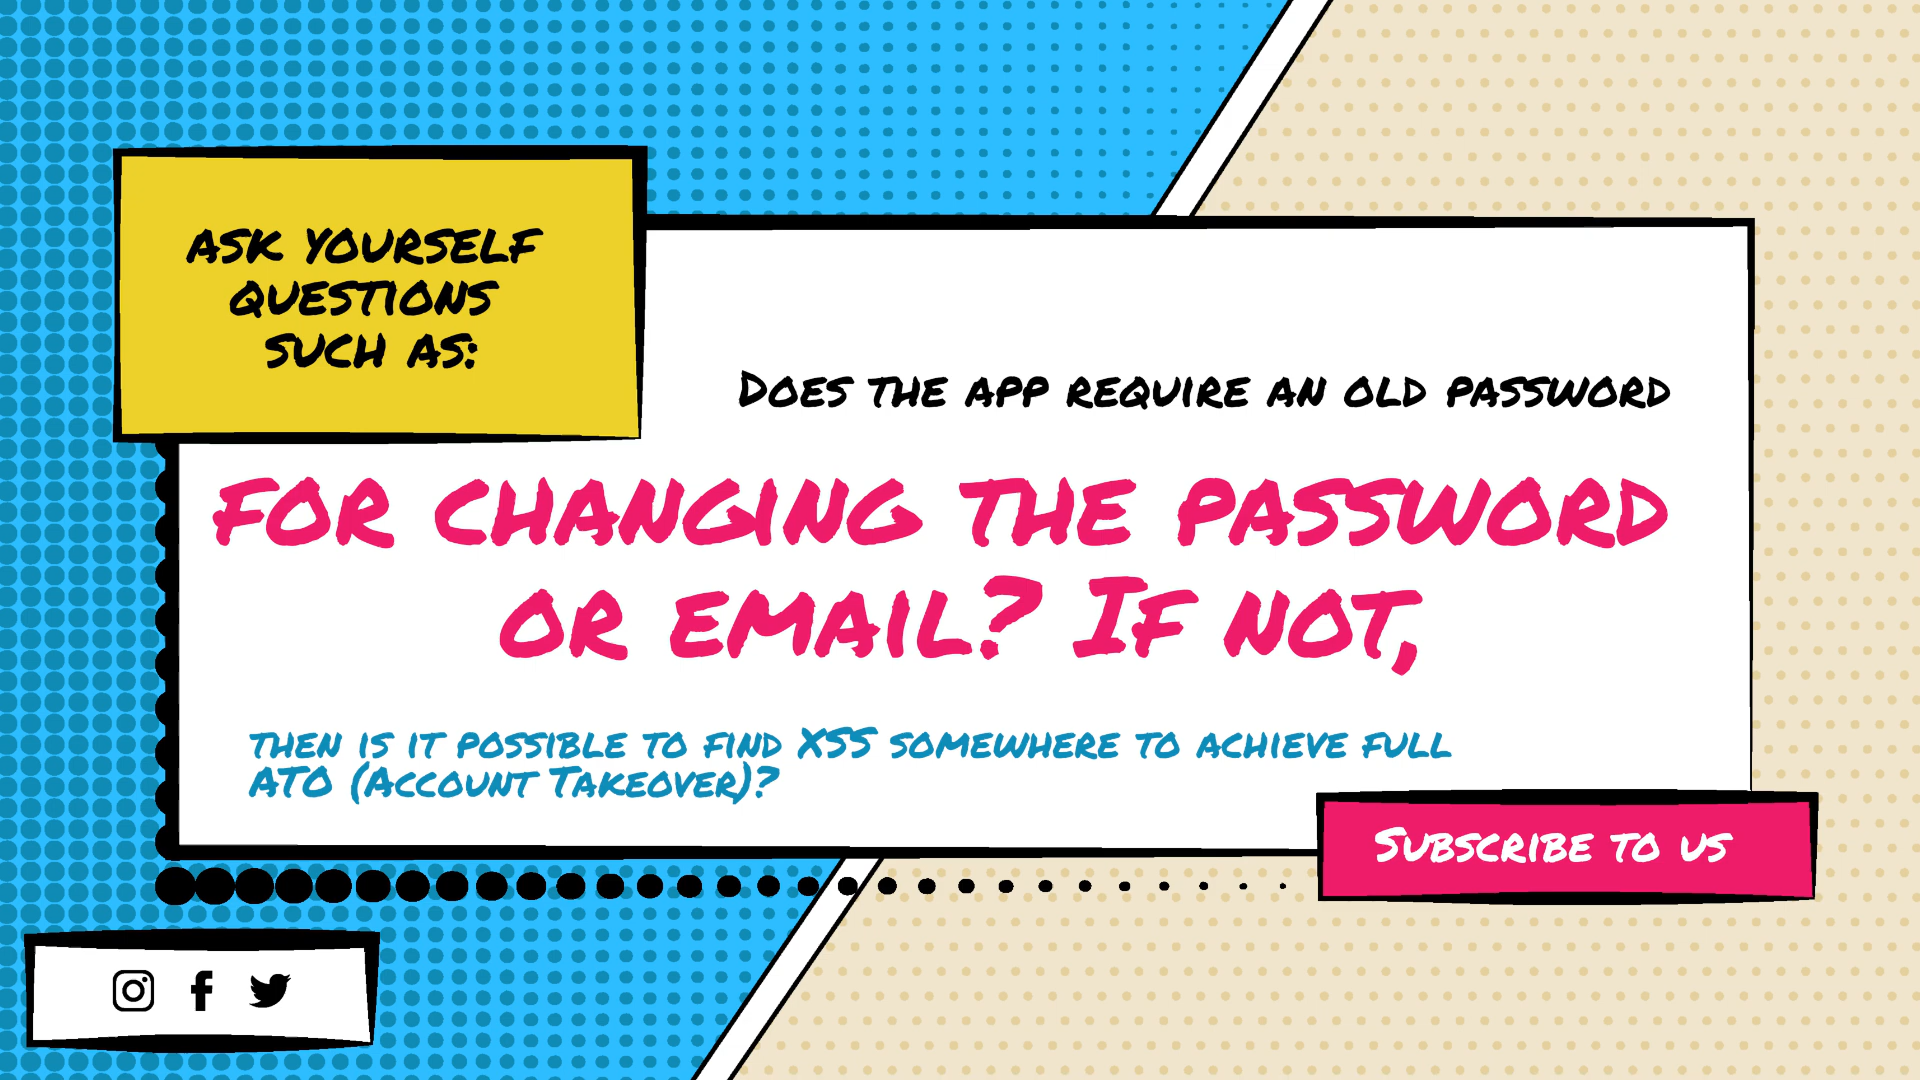 ASK YOURSELF
QUESTIONS
SUCH AS:
DOES THE APP REQUIRE AN OLD PASSWORD
FOR CHANGING THE PASSWORD
OR EMAIL? IF NOT,
THEN IS IT POSSIBLE TO FIND XSS SOMEWHERE TO ACHIEVE FULL
ATO (ACCOUNT TAKEOVER)?
SUBSCRIBE TO US